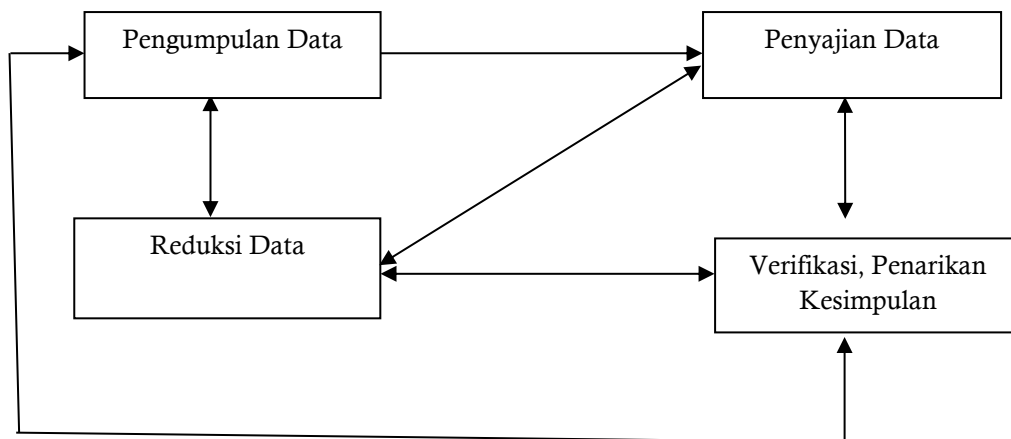 Pengumpulan Data
Penyajian Data
Reduksi Data
Verifikasi, Penarikan
Kesimpulan